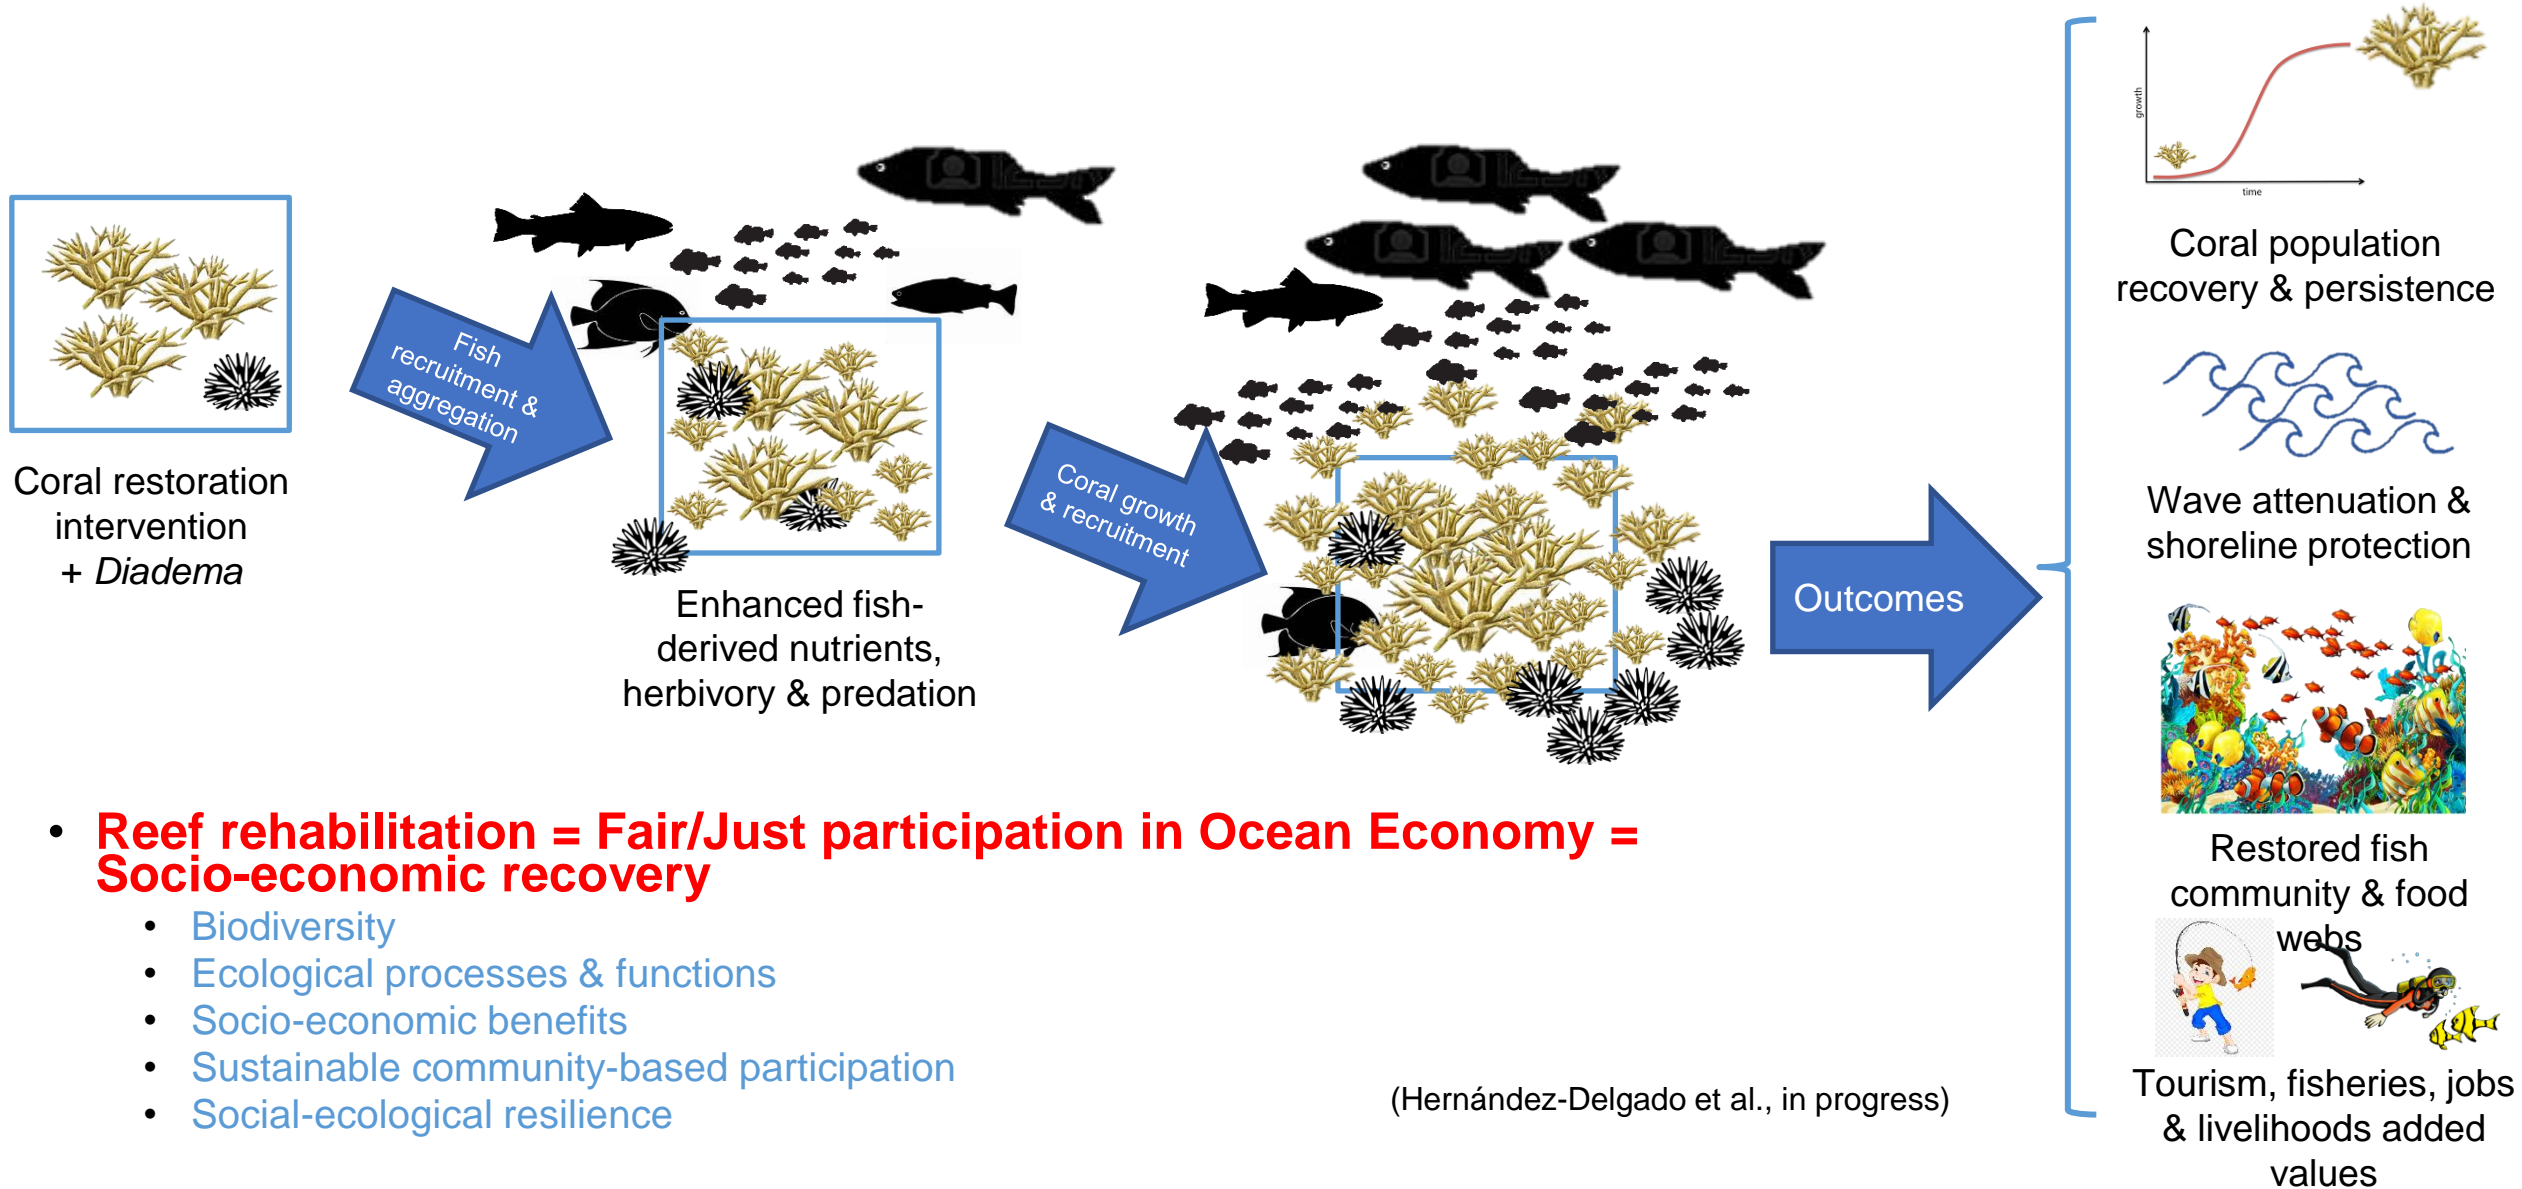 Coral restoration
intervention
+ Diadema
Fish
recruitment &
aggregation
Enhanced fish-
derived nutrients,
herbivory & predation
Coral growth
& recruitment
Outcomes
growth
time
Coral population
recovery & persistence
Wave attenuation &
shoreline protection
Restored fish
community & food
webs
Tourism, fisheries, jobs
& livelihoods added
values
• Reef rehabilitation = Fair/Just participation in Ocean Economy =
Socio-economic recovery
• Biodiversity
• Ecological processes & functions
• Socio-economic benefits
• Sustainable community-based participation
• Social-ecological resilience
(Hernández-Delgado et al., in progress)